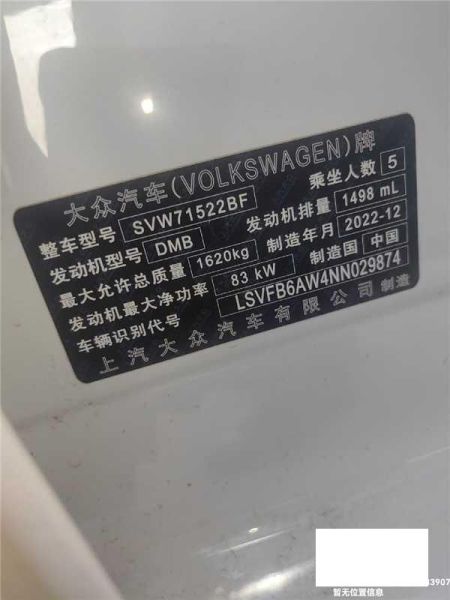 大众汽车(VOLKSWAGEN)牌
整车型号 SVW71522BF 乘坐人数 5
发动机型号 DMB 发动机排量 1498 mL
最大允许总质量 1620kg 制造年月 2022-12
发动机最大净功率 83 kW 制造国 中国
车辆识别代号 LSVFB6AW4NN029874
上汽大众汽车有限公司 制造
3907
暂无位置信息